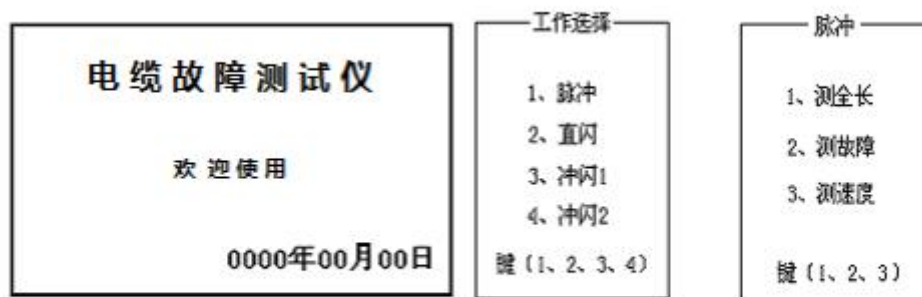 电缆故障测试仪
欢迎使用
0000年00月00日
工作选择
1、脉冲
2、直闪
3、冲闪1
4、冲闪2
键（1、2、3、4）
脉冲
1、测全长
2、测故障
3、测速度
键（1、2、3）